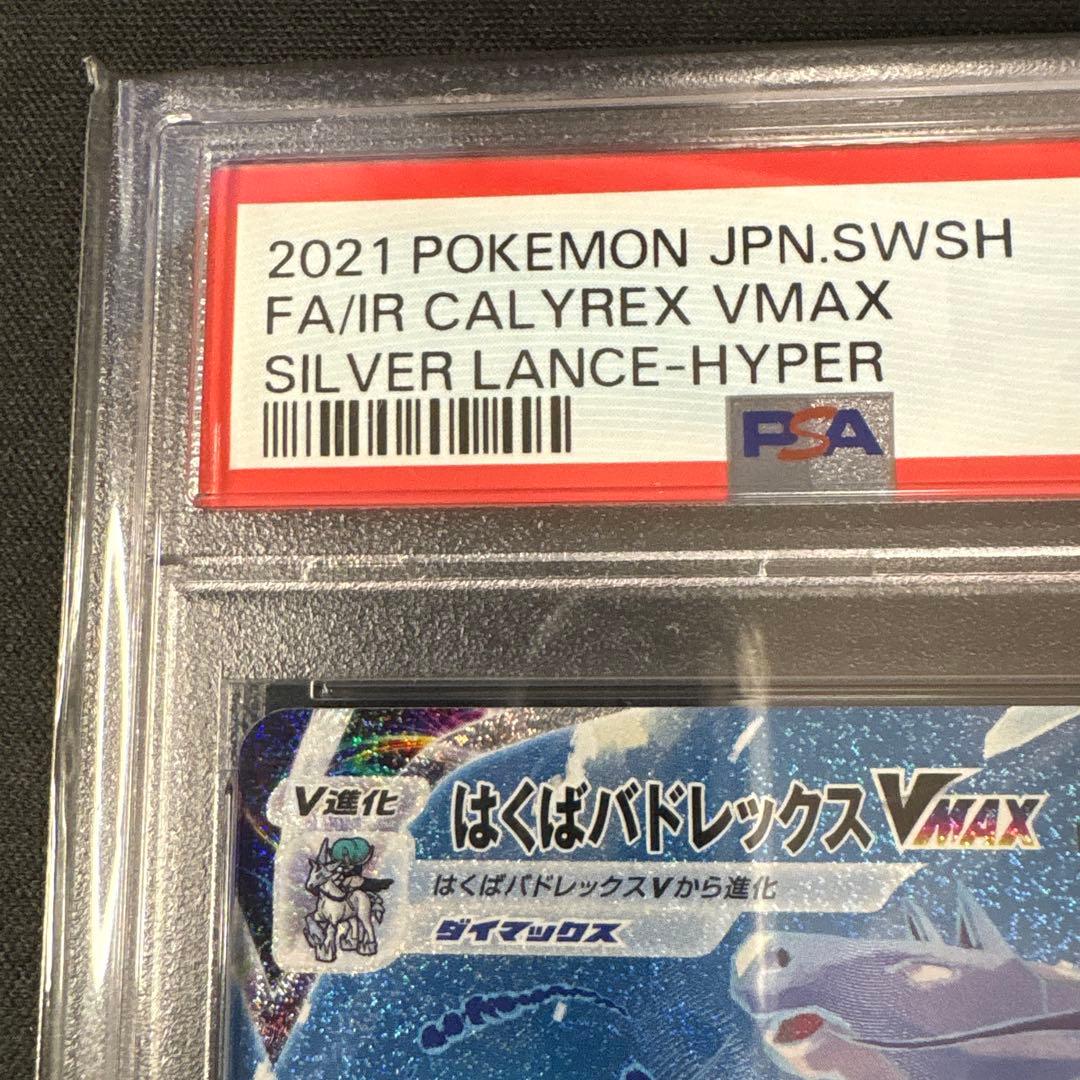 2021 POKEMON JPN.SWSH
FA/IR CALYREX VMAX
SILVER LANCE-HYPER
PSA
V進化
はくばバドレックスVMAX
はくばバドレックスVから進化
ダイマックス